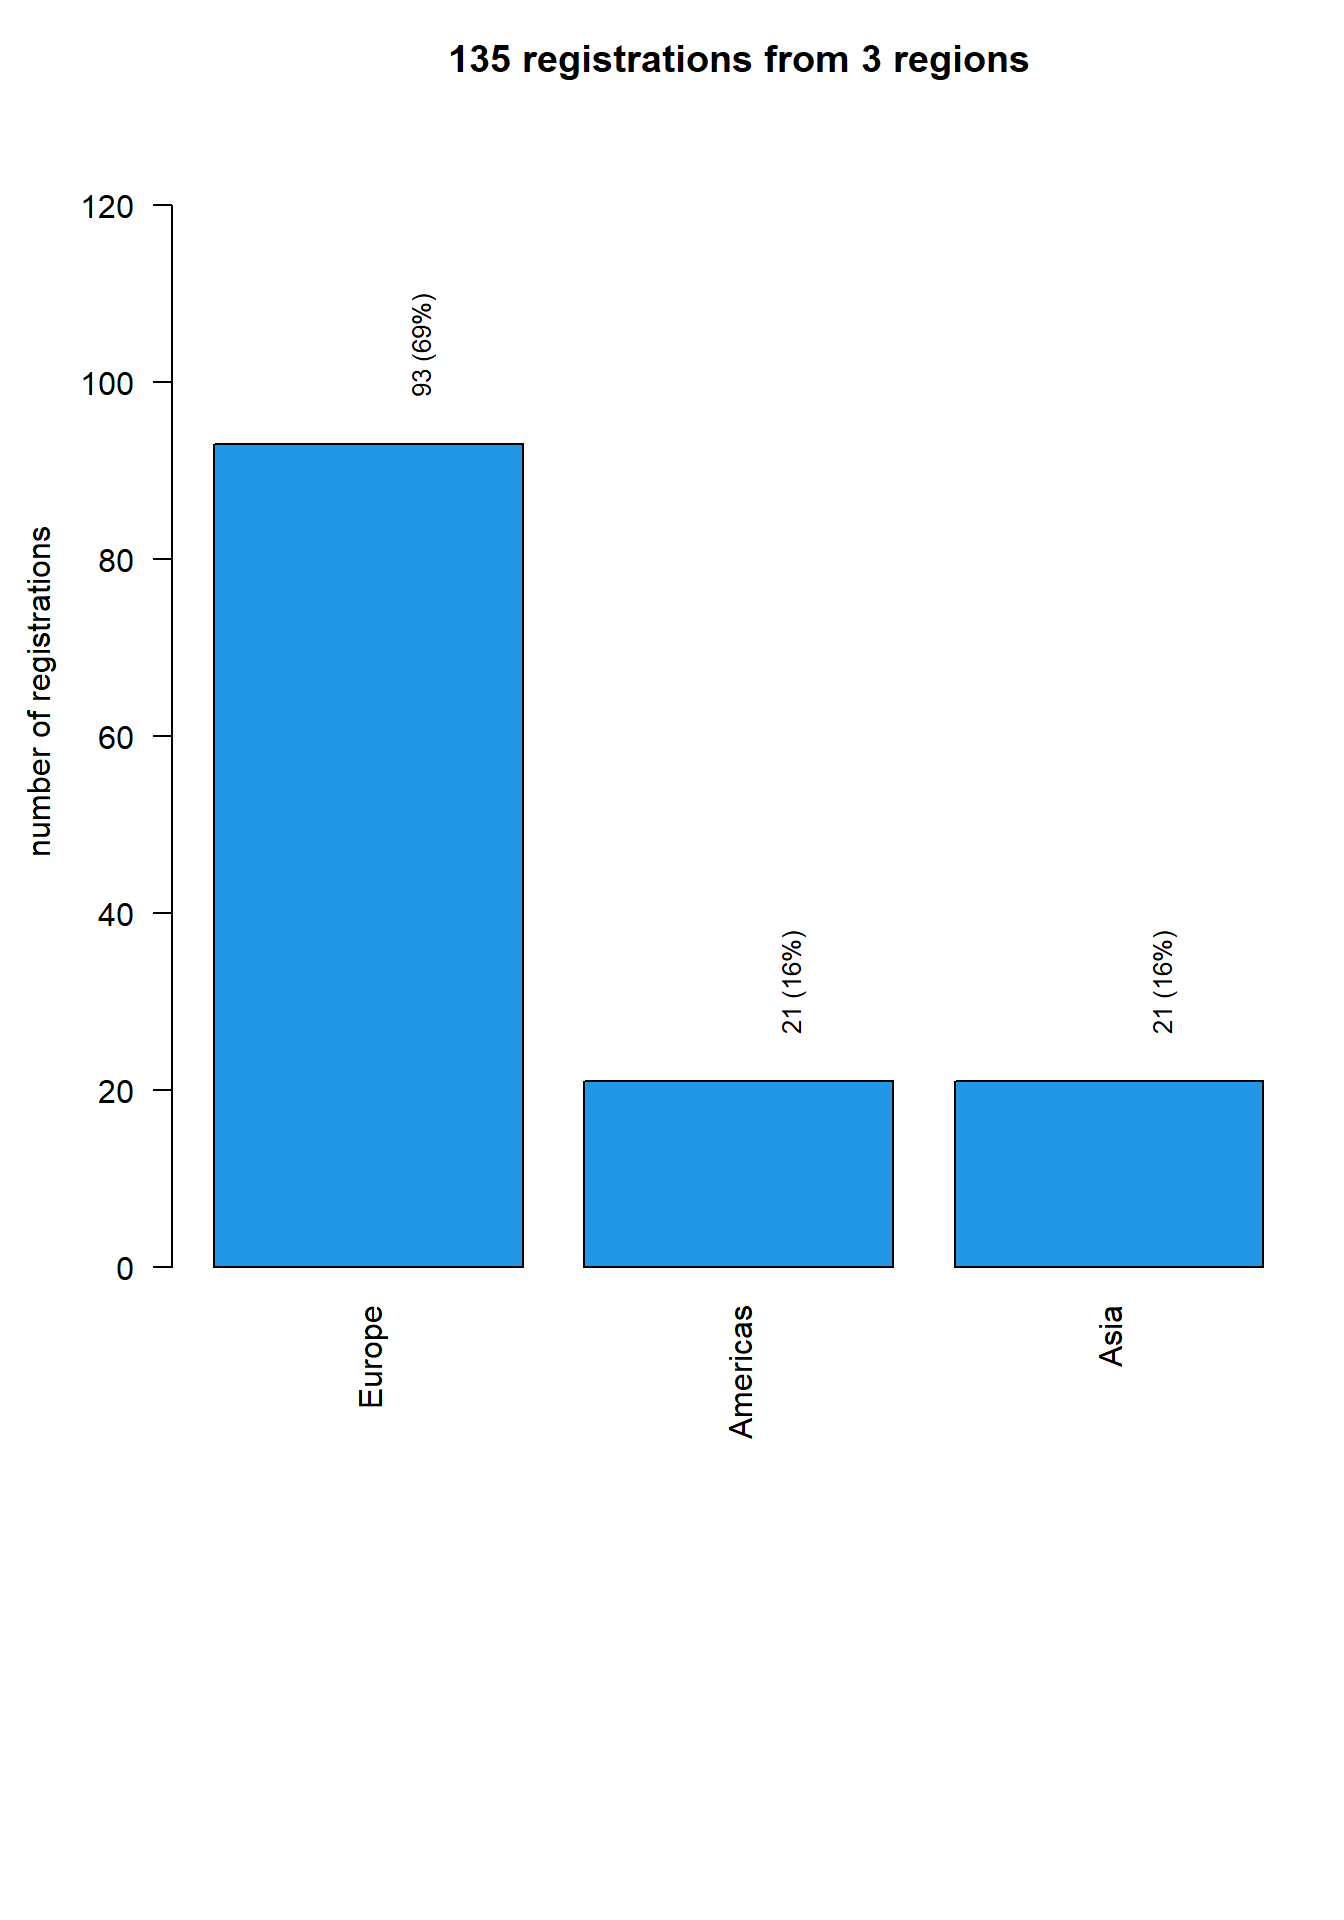 135 registrations from 3 regions
number of registrations
120
100
80
60
40
20
0
93 (69%)
21 (16%)
21 (16%)
Europe
Americas
Asia